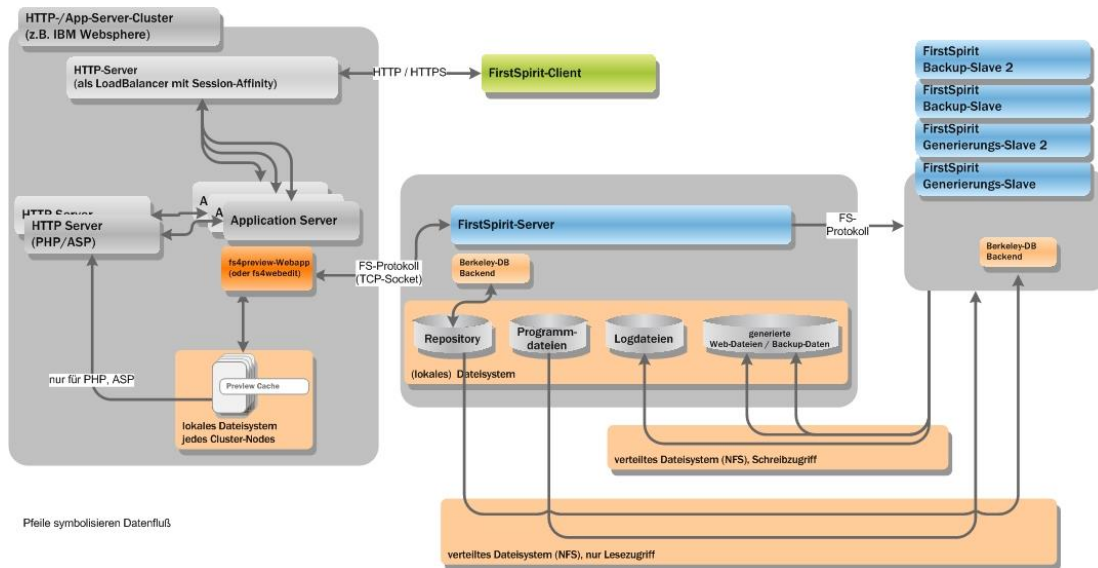 HTTP-/App-Server-Cluster
(z.B. IBM Websphere)
HTTP-Server
(als LoadBalancer mit Session-Affinity)
HTTP / HTTPS
FirstSpirit-Client
FirstSpirit
Backup-Slave 2
FirstSpirit
Backup-Slave
FirstSpirit
Generierungs-Slave 2
FirstSpirit
Generierungs-Slave
A
A
Application Server
HTTP Server
HTTP Server
(PHP/ASP)
fs4preview-Webapp
(oder fs4webedit)
FS-Protokoll
(TCP-Socket)
FirstSpirit-Server
FS-
Protokoll
Berkeley-DB
Backend
Berkeley-DB
Backend
Repository
Programm-
dateien
Logdateien
generierte
Web-Dateien / Backup-Daten
(lokales) Dateisystem
nur für PHP, ASP
Preview Cache
lokales Dateisystem
jedes Cluster-Nodes
verteiltes Dateisystem (NFS), Schreibzugriff
Pfeile symbolisieren Datenfluß
verteiltes Dateisystem (NFS), nur Lesezugriff